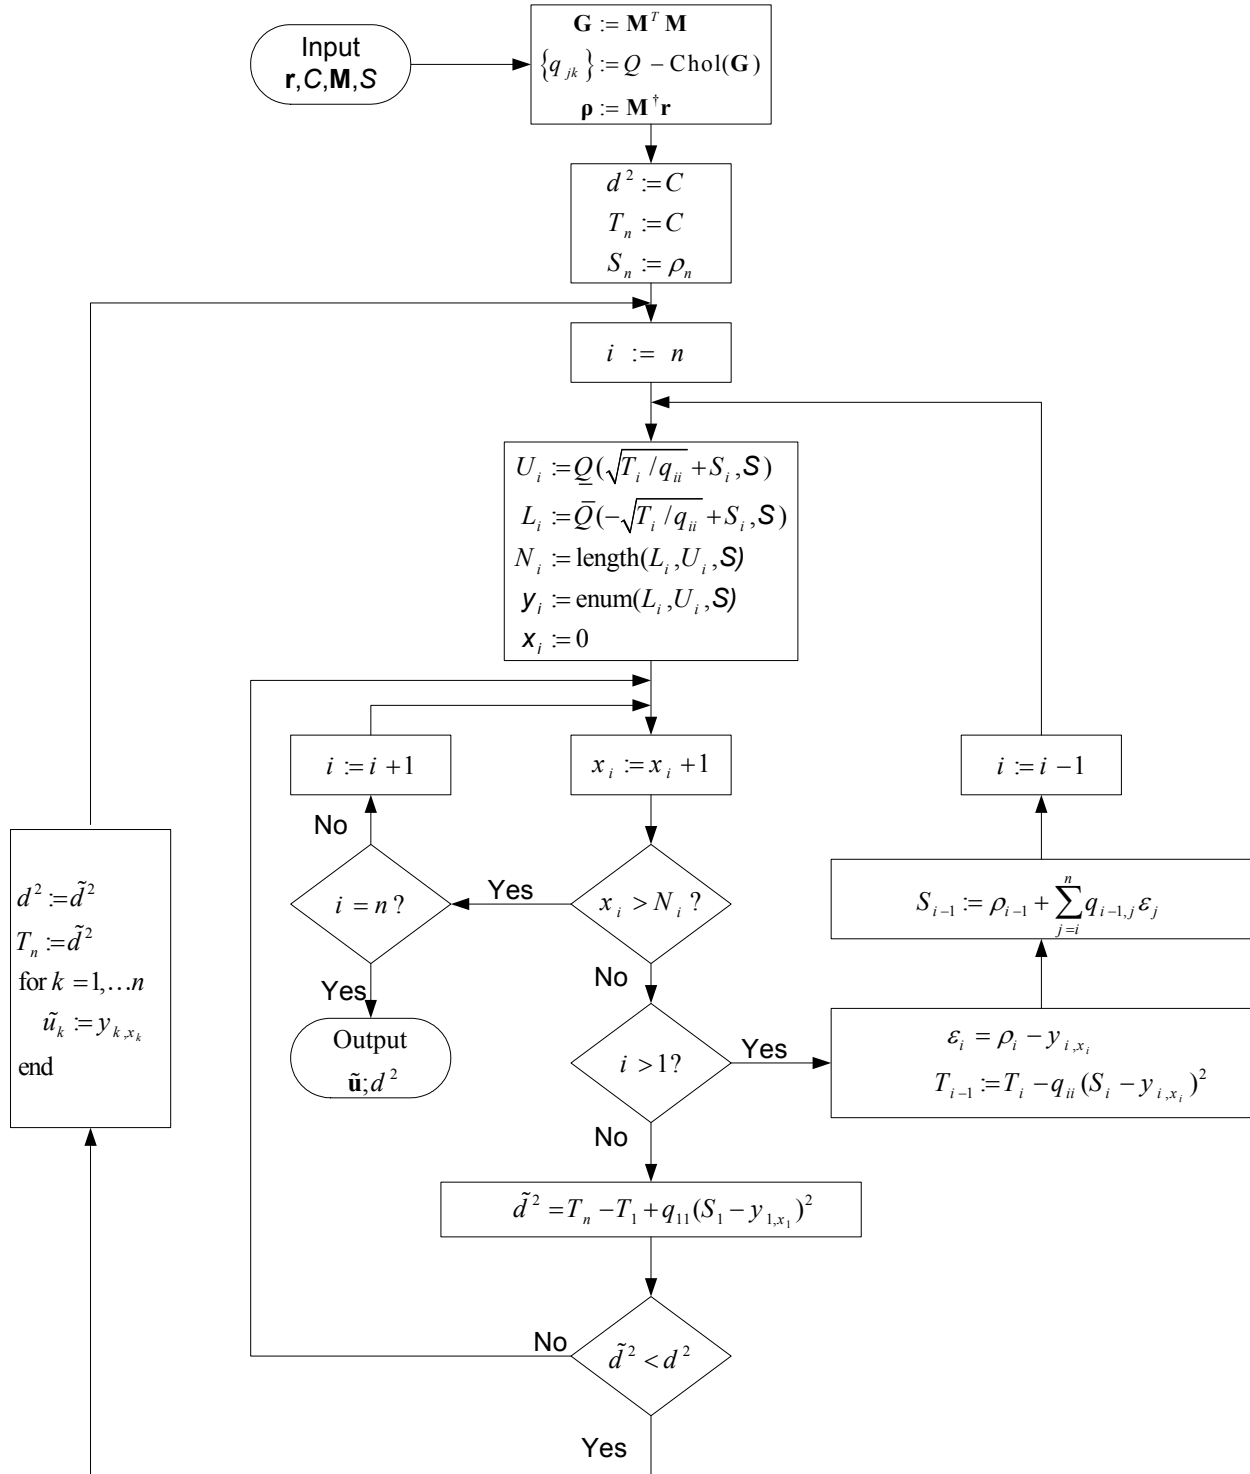 Input
r,C,M,S
G := Mᵀ M
{q_jk} := Q − Chol(G)
ρ := M†r
d² := C
T_n := C
S_n := ρ_n
i := n
U_i := Q̲(√(T_i / q_ii) + S_i, S)
L_i := Q̄(−√(T_i / q_ii) + S_i, S)
N_i := length(L_i, U_i, S)
y_i := enum(L_i, U_i, S)
x_i := 0
i := i + 1
x_i := x_i + 1
i := i − 1
No
i = n ?
Yes
x_i > N_i ?
S_{i−1} := ρ_{i−1} + ∑_{j=i}^{n} q_{i−1,j} ε_j
d² := d̃²
T_n := d̃²
for k = 1,…n
ũ_k := y_{k,x_k}
end
Yes
No
Output
ũ; d²
i > 1?
Yes
ε_i = ρ_i − y_{i,x_i}
T_{i−1} := T_i − q_ii (S_i − y_{i,x_i})²
No
d̃² = T_n − T_1 + q_11 (S_1 − y_{1,x_1})²
No
d̃² < d²
Yes